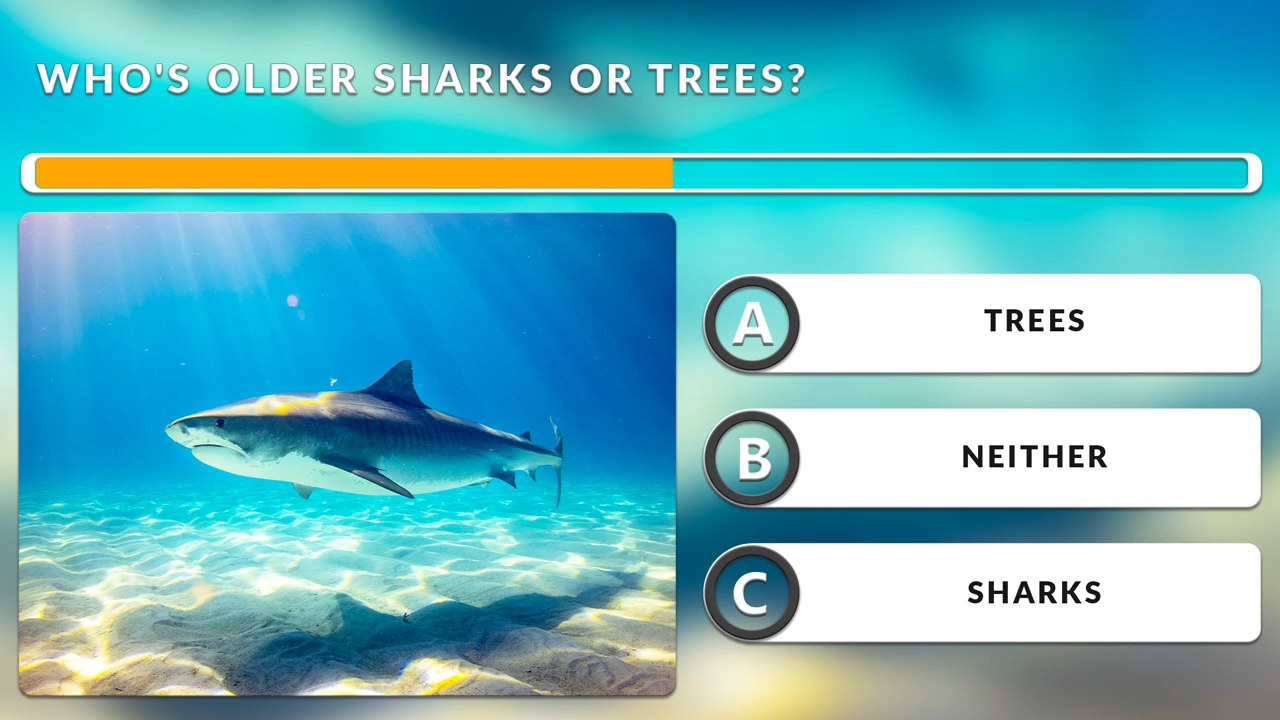 WHO'S OLDER SHARKS OR TREES?
A TREES
B NEITHER
C SHARKS